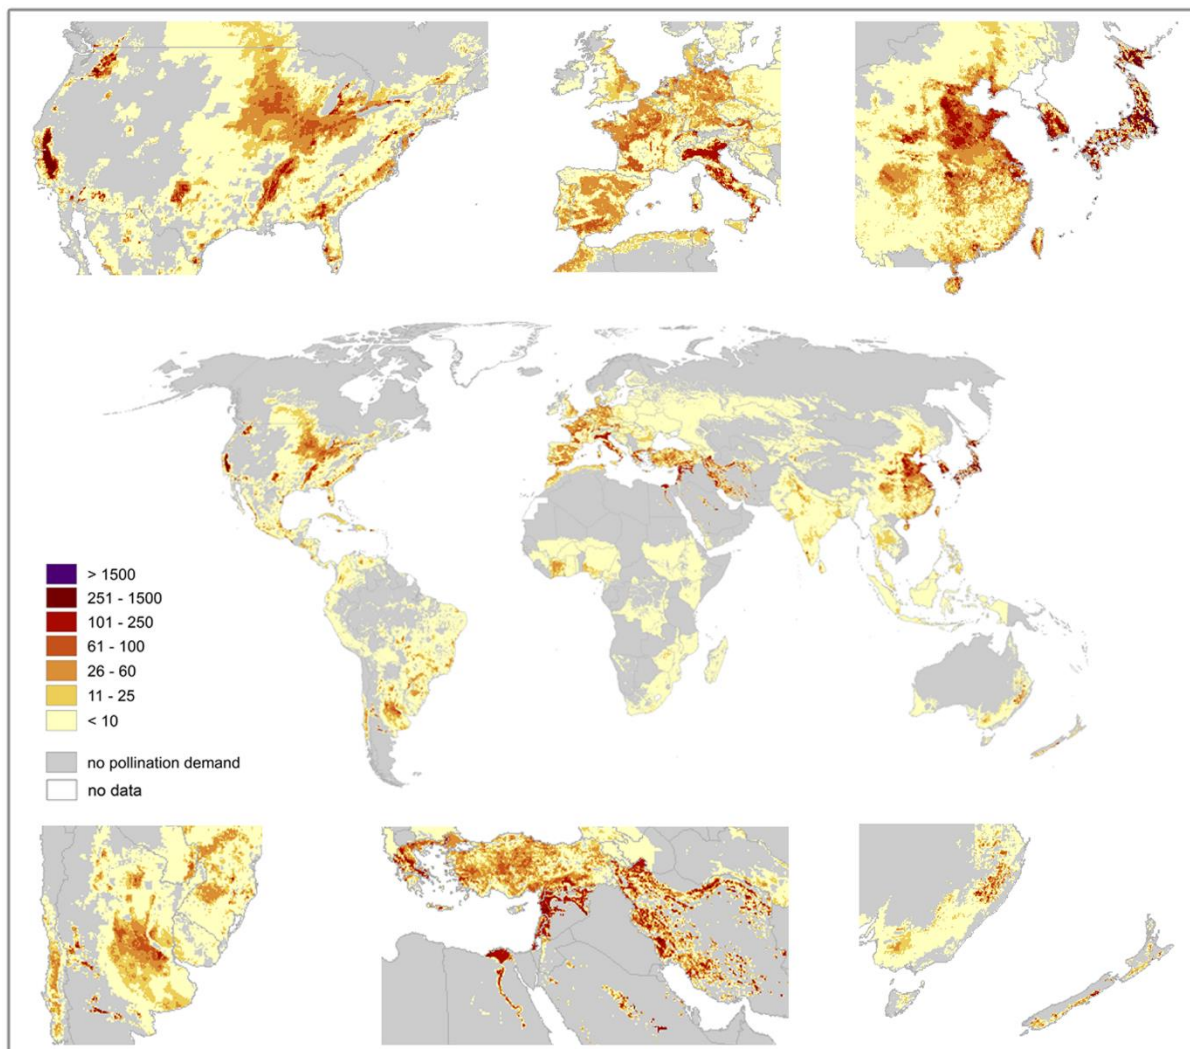 > 1500
251 - 1500
101 - 250
61 - 100
26 - 60
11 - 25
< 10
no pollination demand
no data